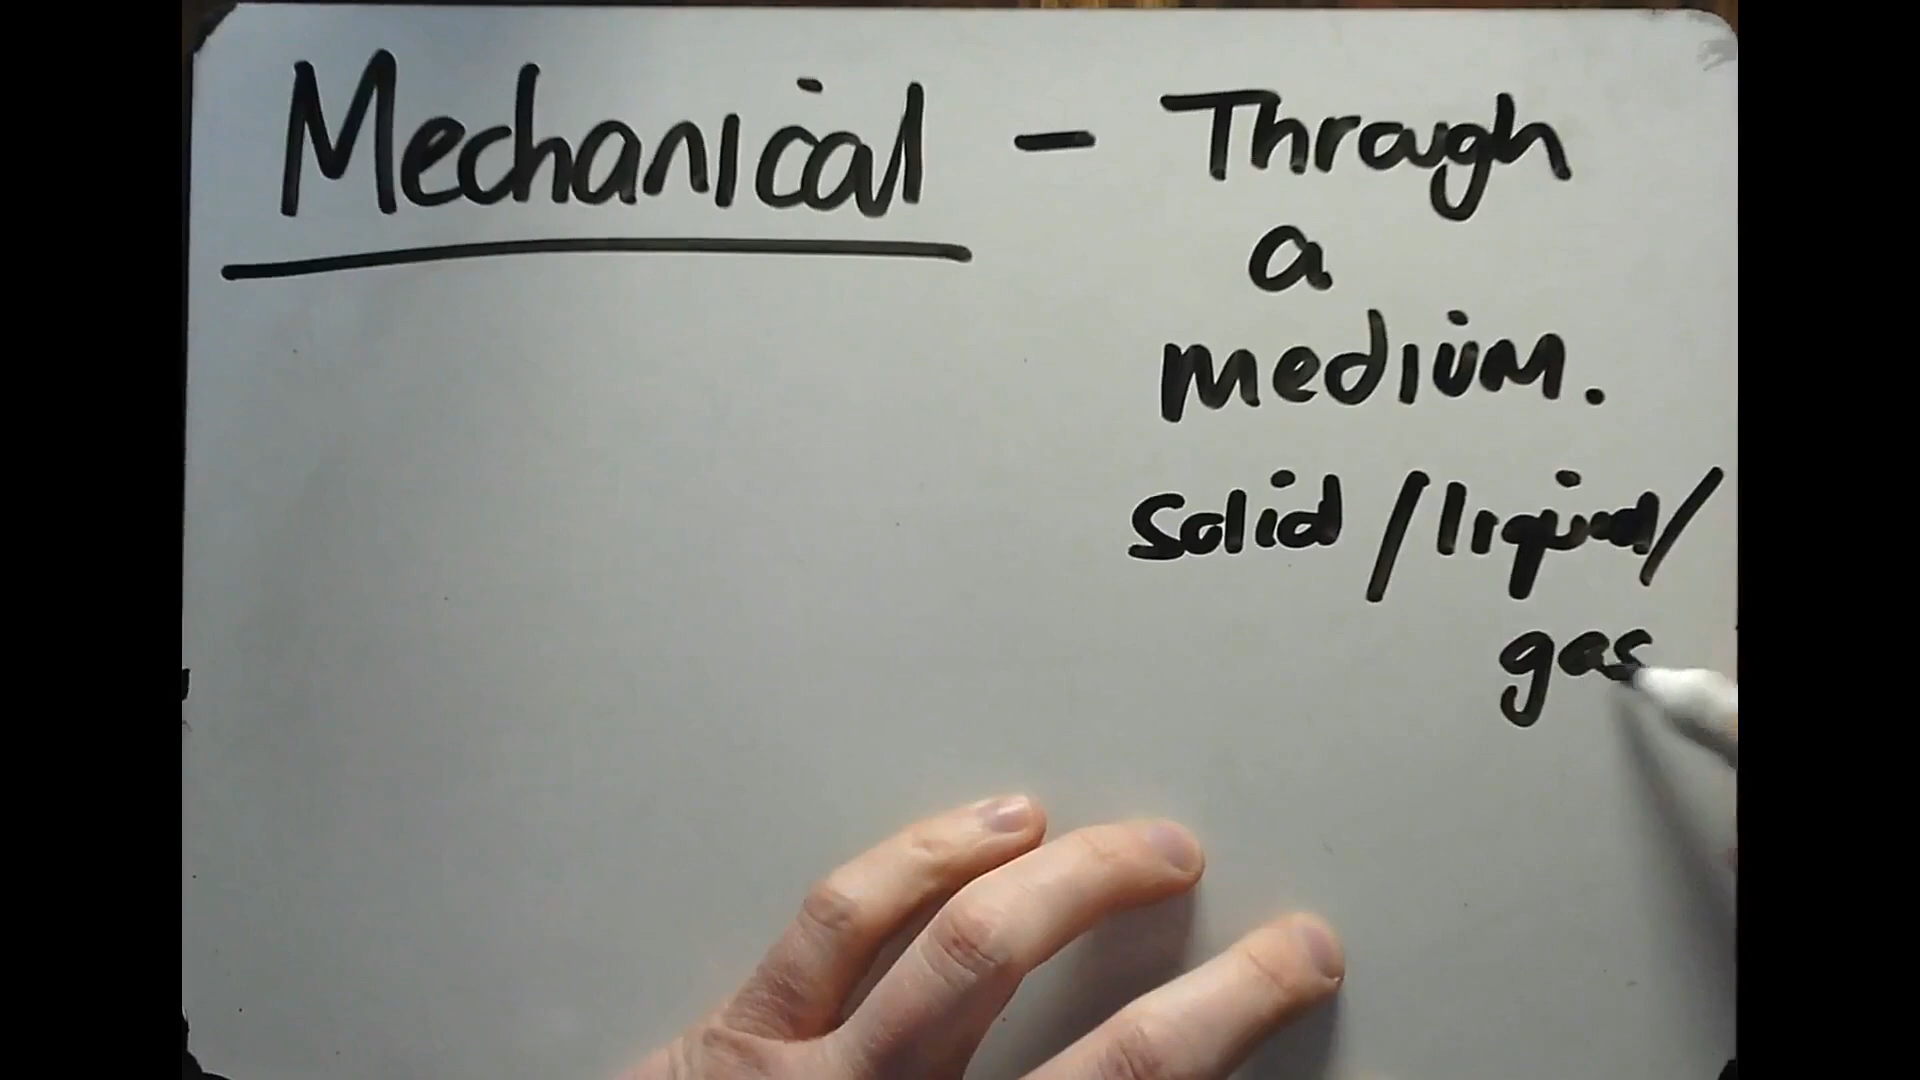 Mechanical - Through
a
medium.
Solid / liquid/
gas